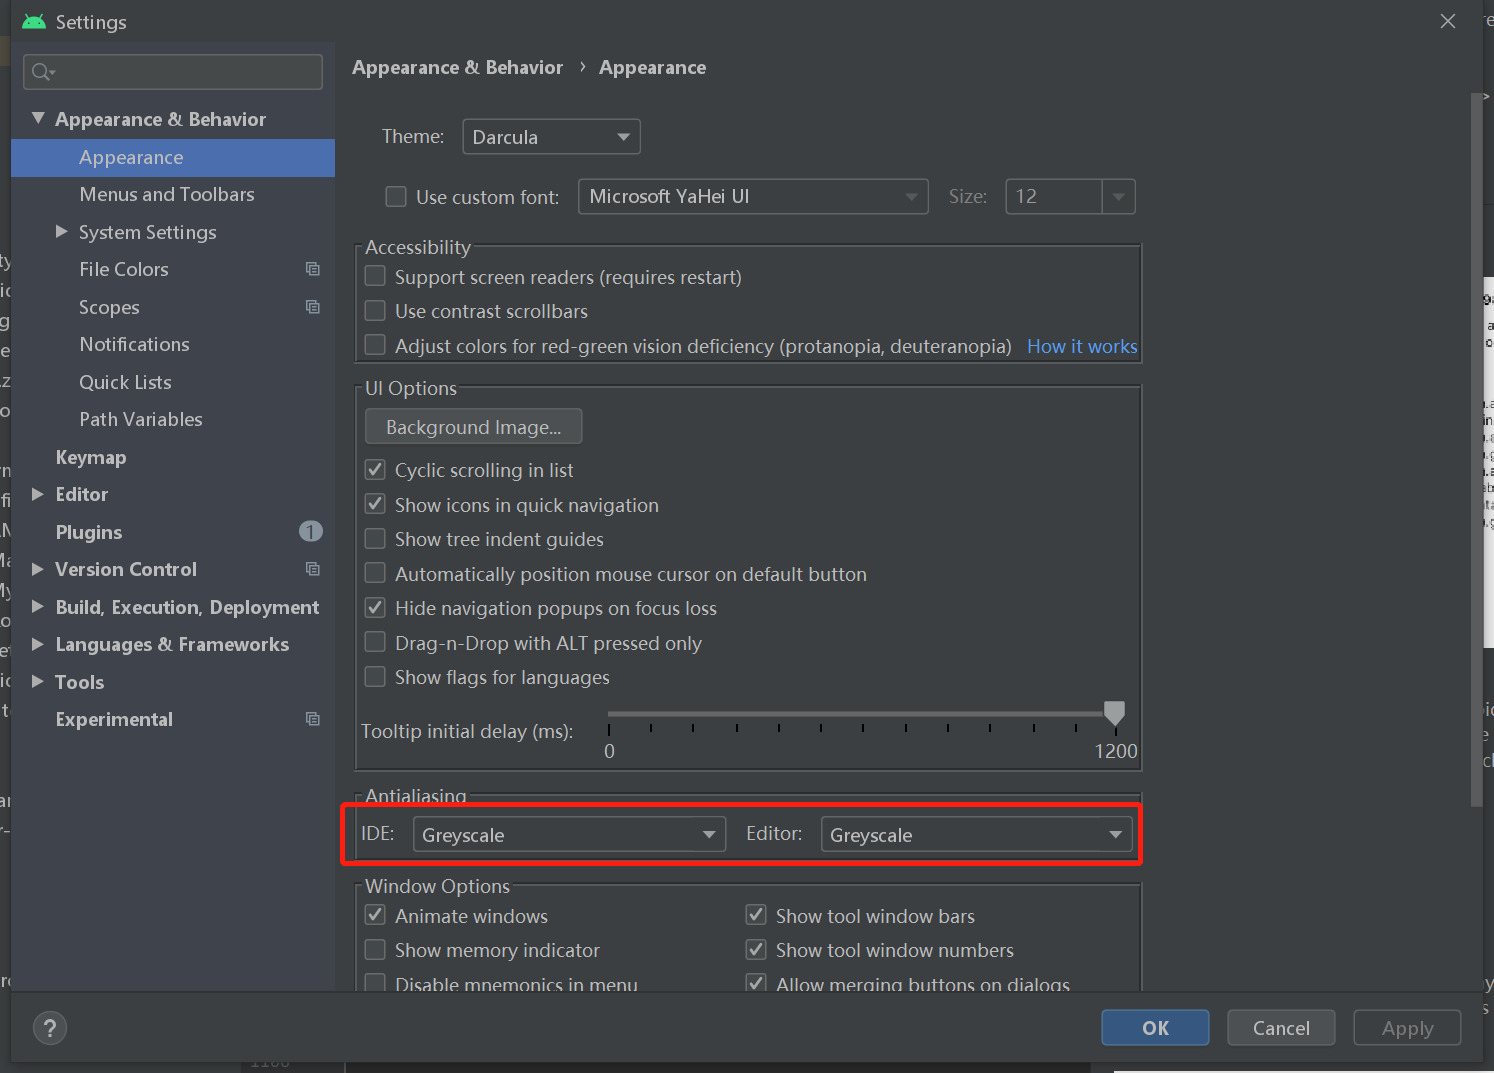 Settings
Appearance & Behavior
Appearance
Menus and Toolbars
System Settings
File Colors
Scopes
Notifications
Quick Lists
Path Variables
Keymap
Editor
Plugins 1
Version Control
Build, Execution, Deployment
Languages & Frameworks
Tools
Experimental
Appearance & Behavior › Appearance
Theme: Darcula
Use custom font: Microsoft YaHei UI Size: 12
Accessibility
Support screen readers (requires restart)
Use contrast scrollbars
Adjust colors for red-green vision deficiency (protanopia, deuteranopia) How it works
UI Options
Background Image...
Cyclic scrolling in list
Show icons in quick navigation
Show tree indent guides
Automatically position mouse cursor on default button
Hide navigation popups on focus loss
Drag-n-Drop with ALT pressed only
Show flags for languages
Tooltip initial delay (ms):
0 1200
Antialiasing
IDE: Greyscale Editor: Greyscale
Window Options
Animate windows Show tool window bars
Show memory indicator Show tool window numbers
Disable mnemonics in menu Allow merging buttons on dialogs
? OK Cancel Apply